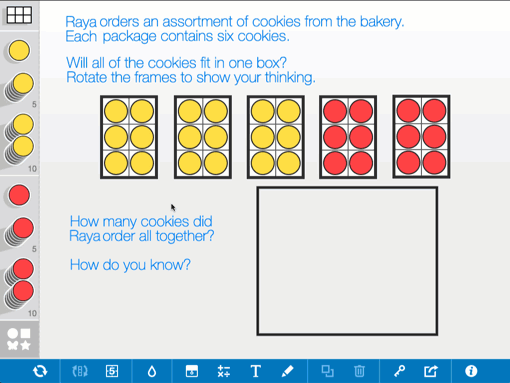 Raya orders an assortment of cookies from the bakery.
Each package contains six cookies.
Will all of the cookies fit in one box?
Rotate the frames to show your thinking.
5
10
How many cookies did
Raya order all together?
5
How do you know?
10
5
T
i